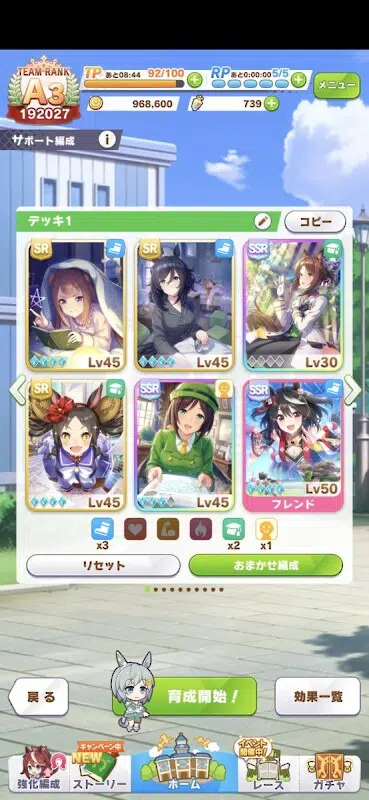 TEAM RANK
A3
192027
TP あと08:44 92/100
RP あと0:00:00 5/5
メニュー
968,600
739
サポート編成 i
デッキ1
コピー
SR
SR
SSR
Lv45
Lv45
Lv30
SR
SSR
SSR
Lv45
Lv45
Lv50
フレンド
x3
x2
x1
リセット
おまかせ編成
戻る
育成開始!
効果一覧
強化編成
キャンペーン中
NEW
ストーリー
ホーム
イベント
開催中!
レース
ガチャ